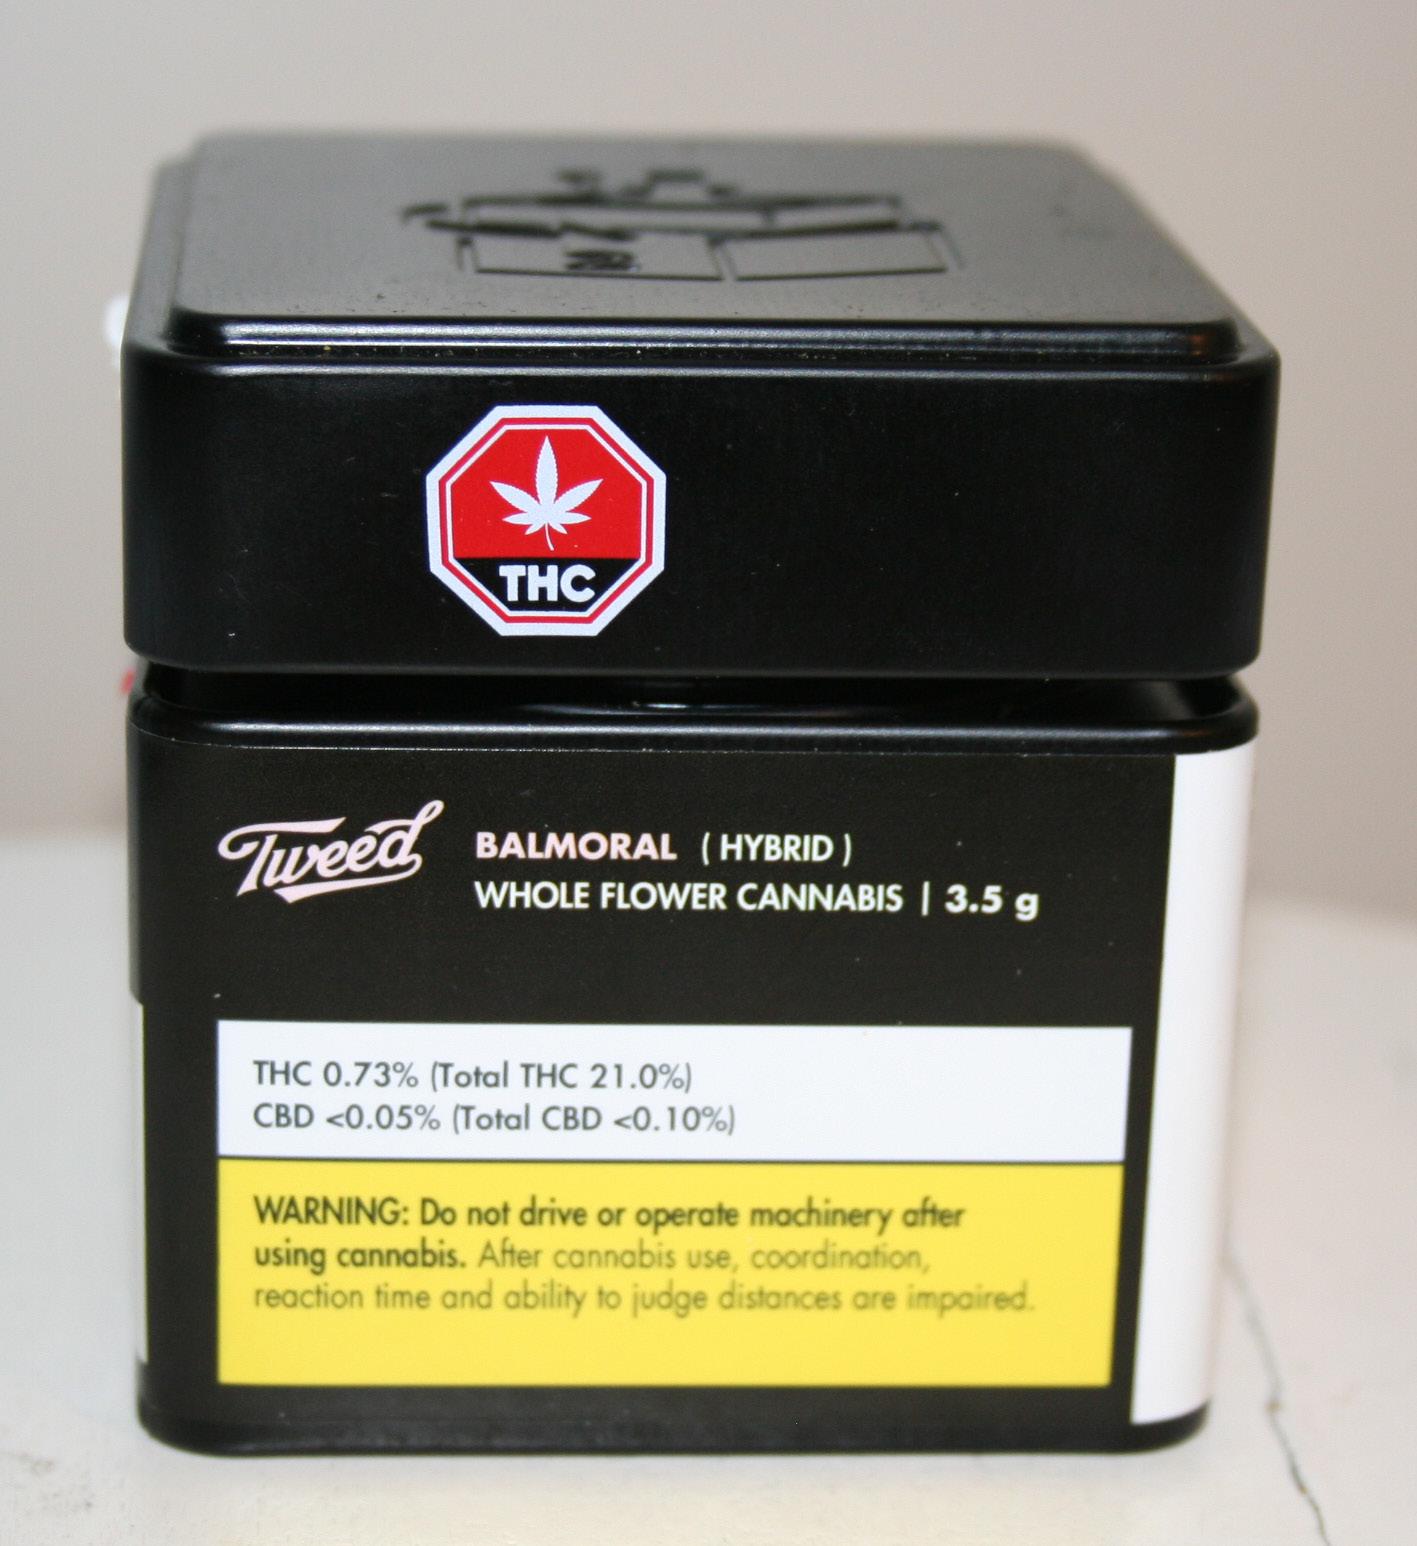 THC
Tweed
BALMORAL ( HYBRID )
WHOLE FLOWER CANNABIS | 3.5 g
THC 0.73% (Total THC 21.0%)
CBD <0.05% (Total CBD <0.10%)
WARNING: Do not drive or operate machinery after
using cannabis. After cannabis use, coordination,
reaction time and ability to judge distances are impaired.